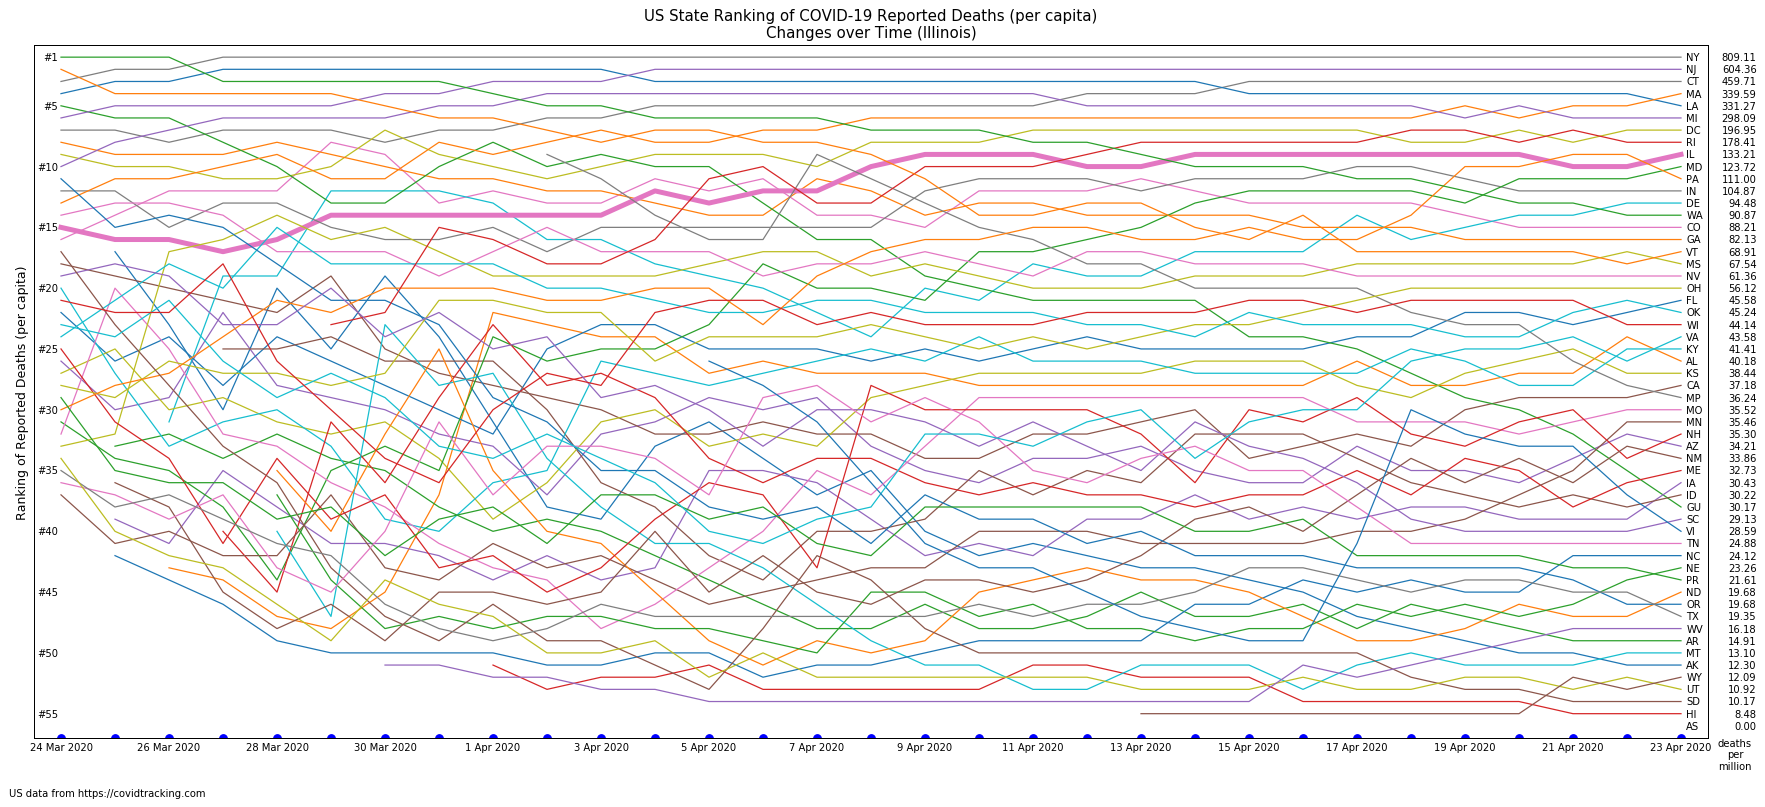 US State Ranking of COVID-19 Reported Deaths (per capita)
Changes over Time (Illinois)
Ranking of Reported Deaths (per capita)
#1
#5
#10
#15
#20
#25
#30
#35
#40
#45
#50
#55
NY 809.11
NJ 604.36
CT 459.71
MA 339.59
LA 331.27
MI 298.09
DC 196.95
RI 178.41
IL 133.21
MD 123.72
PA 111.00
IN 104.87
DE 94.48
WA 90.87
CO 88.21
GA 82.13
VT 68.91
MS 67.54
NV 61.36
OH 56.12
FL 45.58
OK 45.24
WI 44.14
VA 43.58
KY 41.41
AL 40.18
KS 38.44
CA 37.18
MP 36.24
MO 35.52
MN 35.46
NH 35.30
AZ 34.21
NM 33.86
ME 32.73
IA 30.43
ID 30.22
GU 30.17
SC 29.13
VI 28.59
TN 24.88
NC 24.12
NE 23.26
PR 21.61
ND 19.68
OR 19.68
TX 19.35
WV 16.18
AR 14.91
MT 13.10
AK 12.30
WY 12.09
UT 10.92
SD 10.17
HI 8.48
AS 0.00
24 Mar 2020 26 Mar 2020 28 Mar 2020 30 Mar 2020 1 Apr 2020 3 Apr 2020 5 Apr 2020 7 Apr 2020 9 Apr 2020 11 Apr 2020 13 Apr 2020 15 Apr 2020 17 Apr 2020 19 Apr 2020 21 Apr 2020 23 Apr 2020
deaths
per
million
US data from https://covidtracking.com